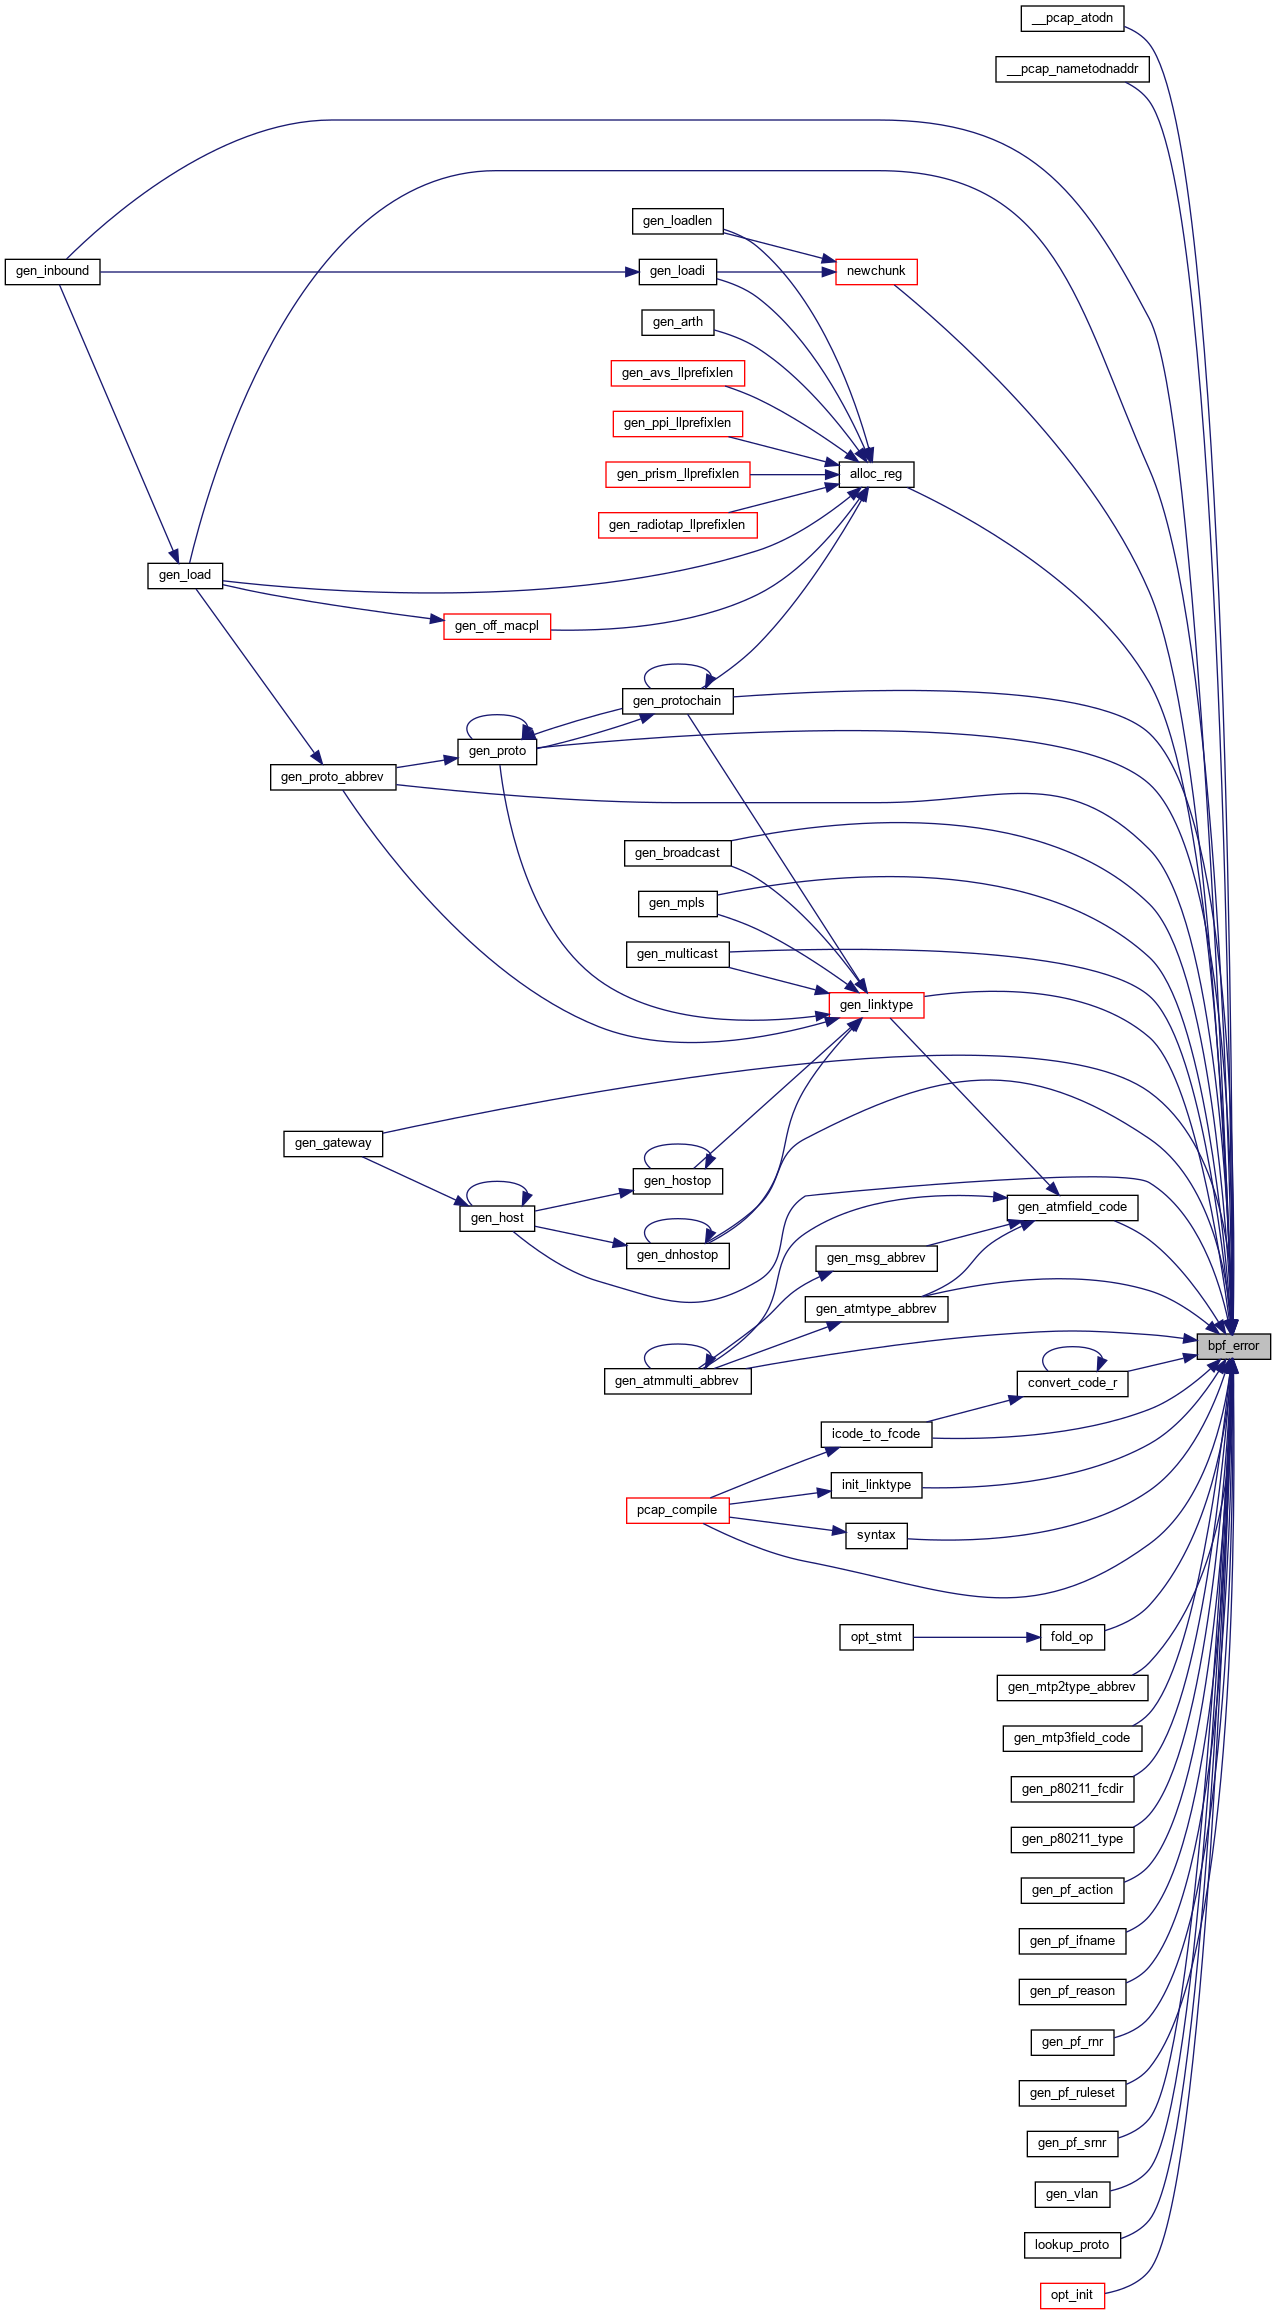 __pcap_atodn
__pcap_nametodnaddr
gen_loadlen
gen_inbound
gen_loadi
newchunk
gen_arth
gen_avs_llprefixlen
gen_ppi_llprefixlen
gen_prism_llprefixlen
alloc_reg
gen_radiotap_llprefixlen
gen_load
gen_off_macpl
gen_protochain
gen_proto
gen_proto_abbrev
gen_broadcast
gen_mpls
gen_multicast
gen_linktype
gen_gateway
gen_hostop
gen_atmfield_code
gen_host
gen_dnhostop
gen_msg_abbrev
gen_atmtype_abbrev
bpf_error
gen_atmmulti_abbrev
convert_code_r
icode_to_fcode
init_linktype
pcap_compile
syntax
opt_stmt
fold_op
gen_mtp2type_abbrev
gen_mtp3field_code
gen_p80211_fcdir
gen_p80211_type
gen_pf_action
gen_pf_ifname
gen_pf_reason
gen_pf_rnr
gen_pf_ruleset
gen_pf_srnr
gen_vlan
lookup_proto
opt_init